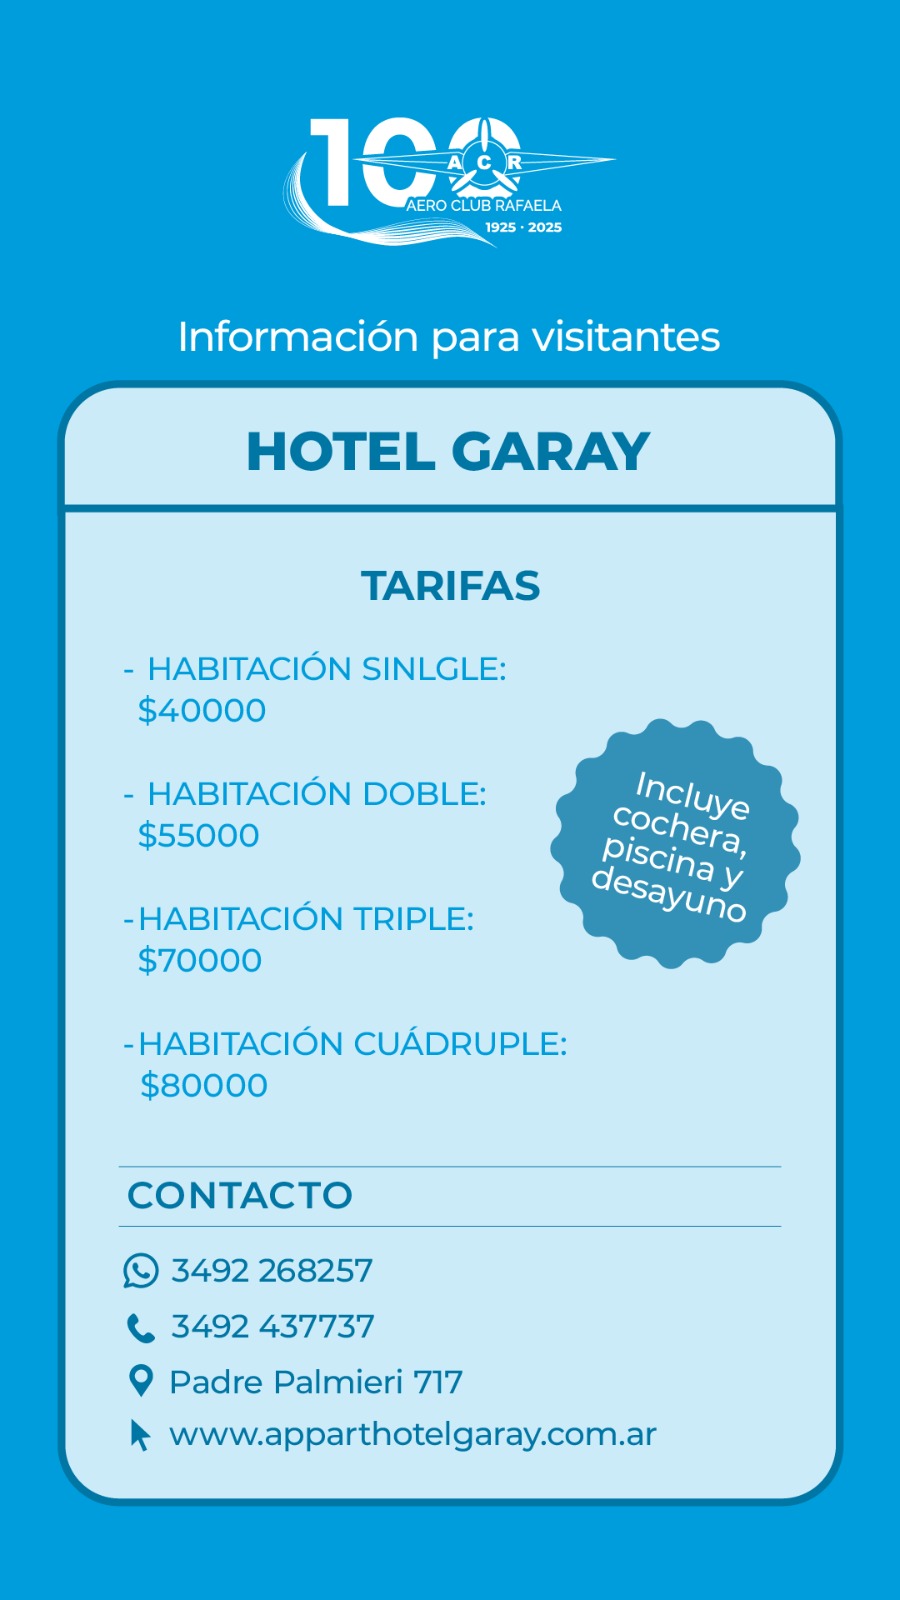 100
A C R
AERO CLUB RAFAELA
1925 · 2025
Información para visitantes
HOTEL GARAY
TARIFAS
- HABITACIÓN SINLGLE:
$40000
- HABITACIÓN DOBLE:
$55000
-HABITACIÓN TRIPLE:
$70000
-HABITACIÓN CUÁDRUPLE:
$80000
Incluye
cochera,
piscina y
desayuno
CONTACTO
3492 268257
3492 437737
Padre Palmieri 717
www.apparthotelgaray.com.ar